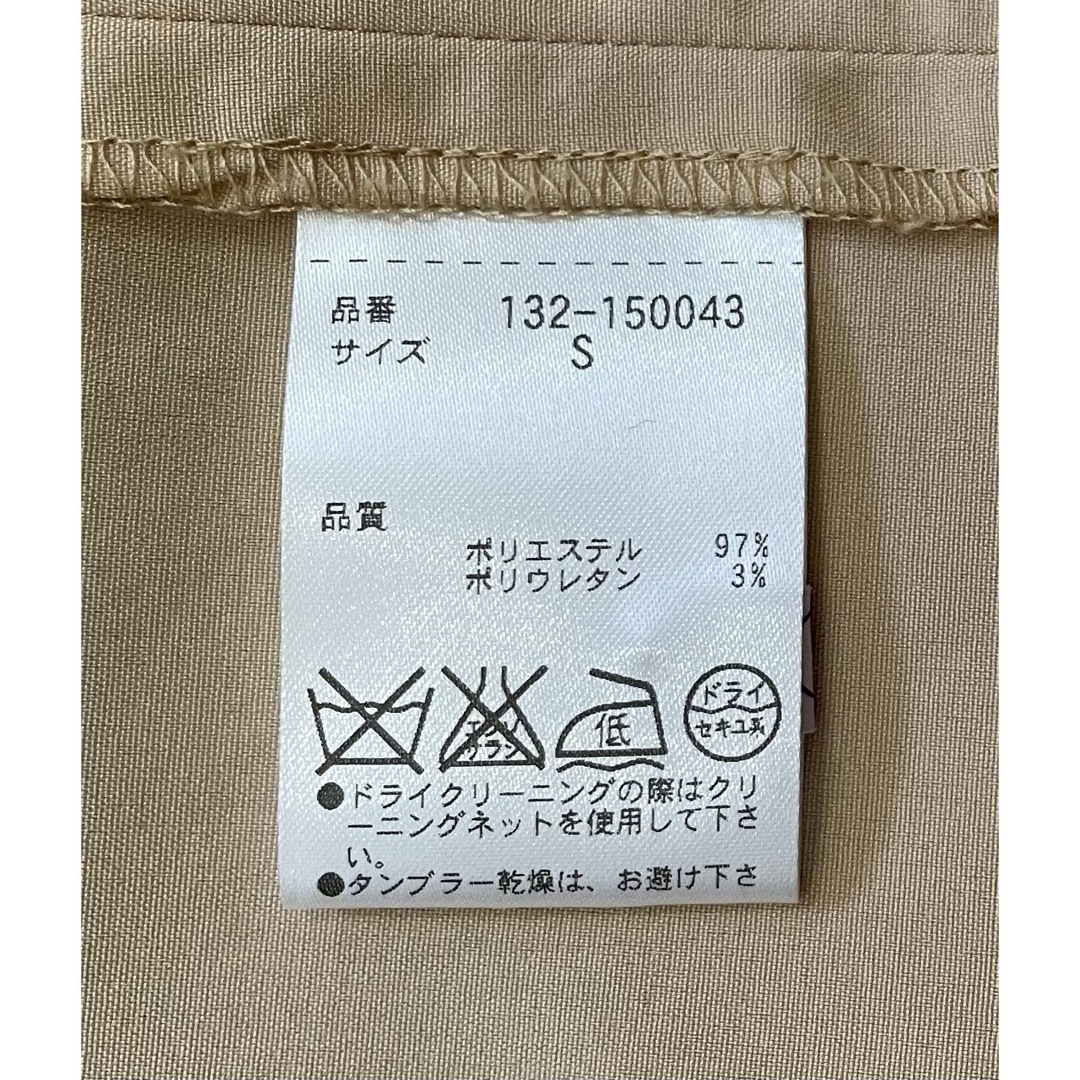 品番 132-150043
サイズ S
品質
ポリエステル 97%
ポリウレタン 3%
低
ドライ
セキユ系
●ドライクリーニングの際はクリ
ーニングネットを使用して下さ
い。
●タンブラー乾燥は、お避け下さ